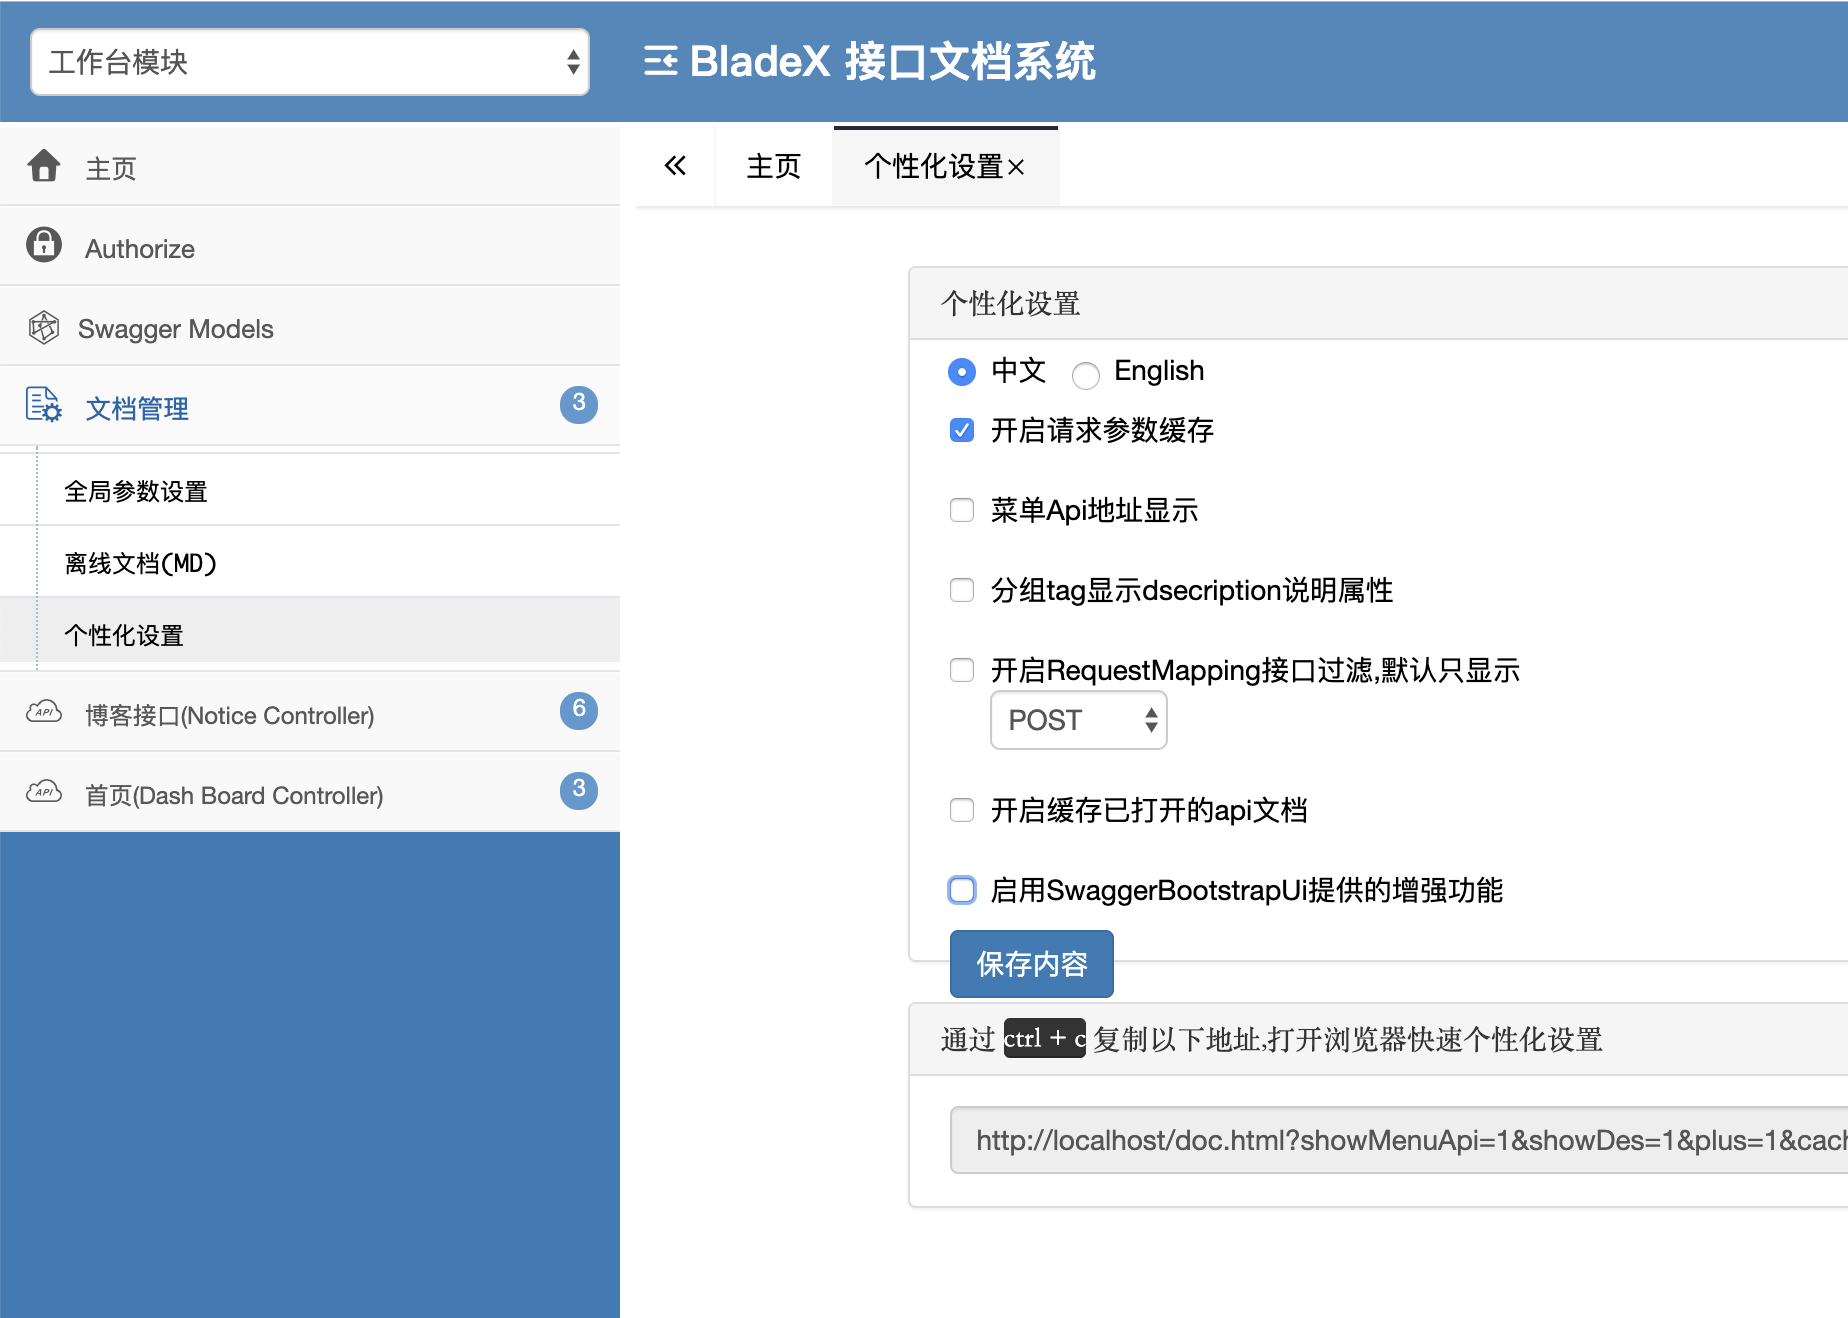 工作台模块
BladeX 接口文档系统
主页
Authorize
Swagger Models
文档管理
3
全局参数设置
离线文档(MD)
个性化设置
博客接口(Notice Controller)
6
首页(Dash Board Controller)
3
主页
个性化设置×
个性化设置
中文 English
开启请求参数缓存
菜单Api地址显示
分组tag显示dsecription说明属性
开启RequestMapping接口过滤,默认只显示
POST
开启缓存已打开的api文档
启用SwaggerBootstrapUi提供的增强功能
保存内容
通过 ctrl + c 复制以下地址,打开浏览器快速个性化设置
http://localhost/doc.html?showMenuApi=1&showDes=1&plus=1&cach